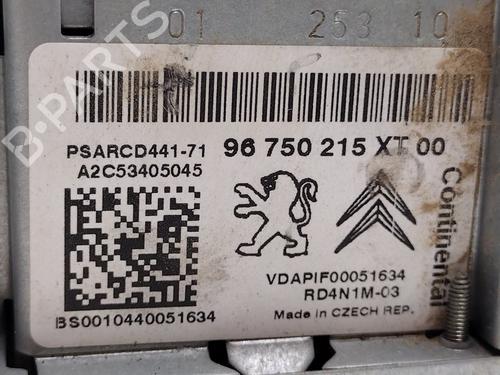 01 253 10
PSARCD441-71 96 750 215 XT 00
A2C53405045
Continental
VDAPIF00051634
RD4N1M-03
BS0010440051634
Made in CZECH REP.
B-PARTS